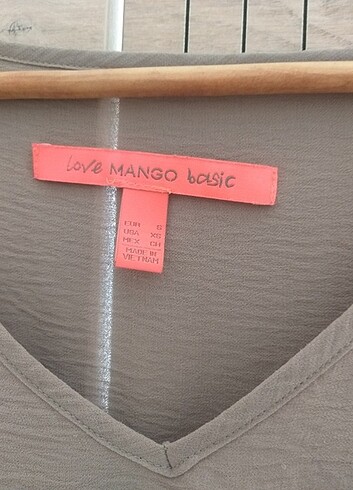 love MANGO basic
EUR S
USA XS
MEX CH
MADE IN
VIETNAM